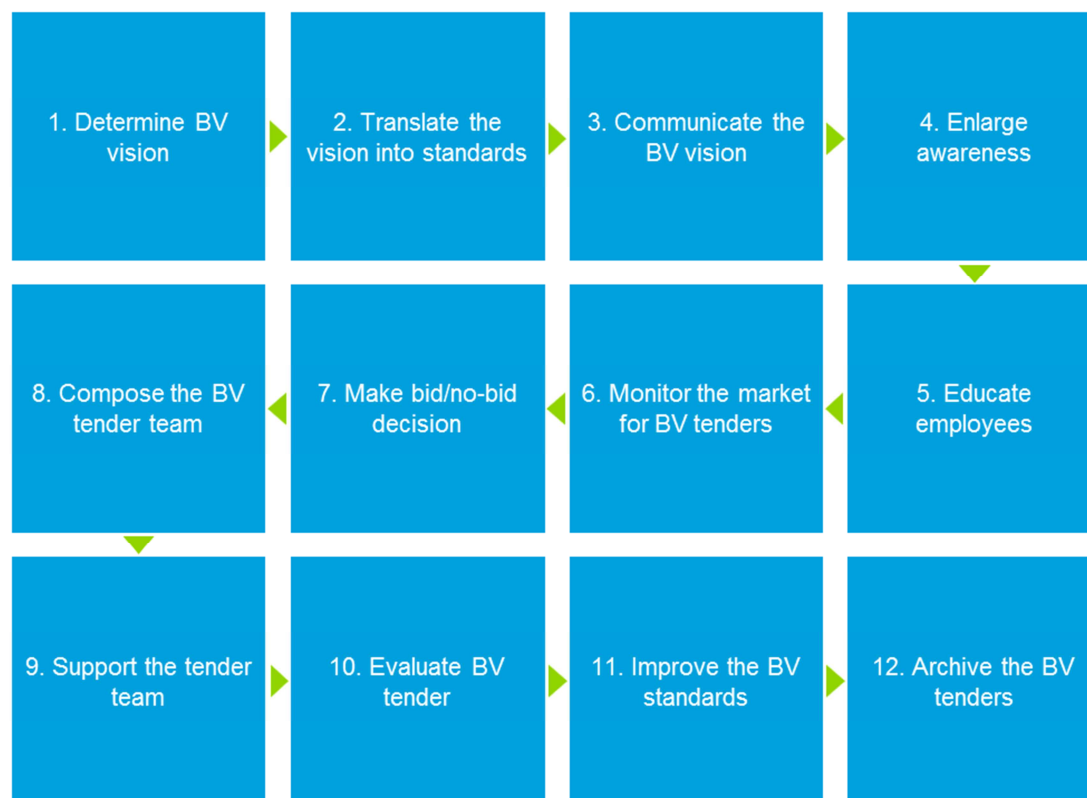 1. Determine BV
vision
2. Translate the
vision into standards
3. Communicate the
BV vision
4. Enlarge
awareness
5. Educate
employees
6. Monitor the market
for BV tenders
7. Make bid/no-bid
decision
8. Compose the BV
tender team
9. Support the tender
team
10. Evaluate BV
tender
11. Improve the BV
standards
12. Archive the BV
tenders